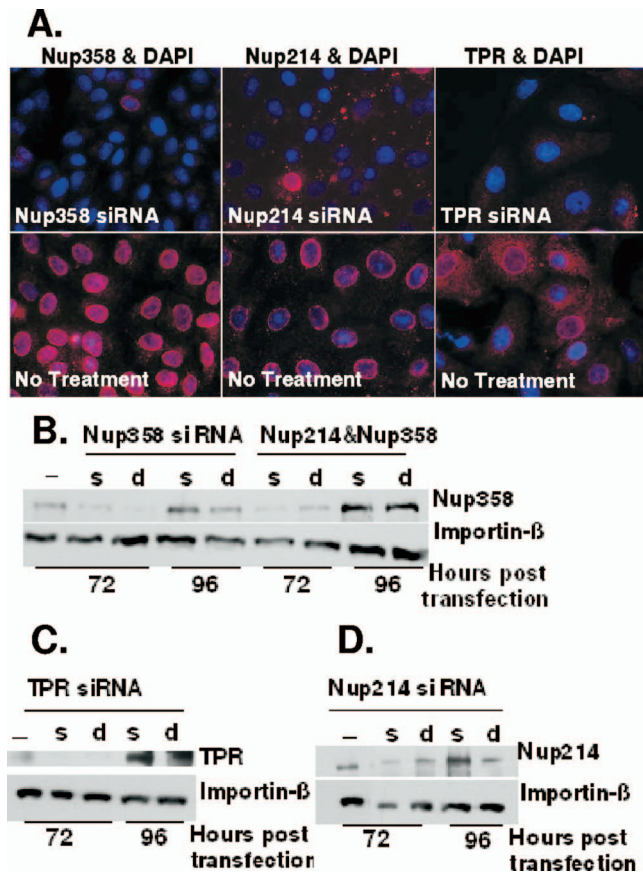 A.
Nup358 & DAPI Nup214 & DAPI TPR & DAPI
Nup358 siRNA Nup214 siRNA TPR siRNA
No Treatment No Treatment No Treatment
B.
Nup358 siRNA Nup214&Nup358
– s d s d s d s d
Nup358
Importin-ß
72 96 72 96 Hours post
transfection
C.
TPR siRNA
– s d s d
TPR
Importin-ß
72 96 Hours post
transfection
D.
Nup214 siRNA
– s d s d
Nup214
Importin-ß
72 96 Hours post
transfection